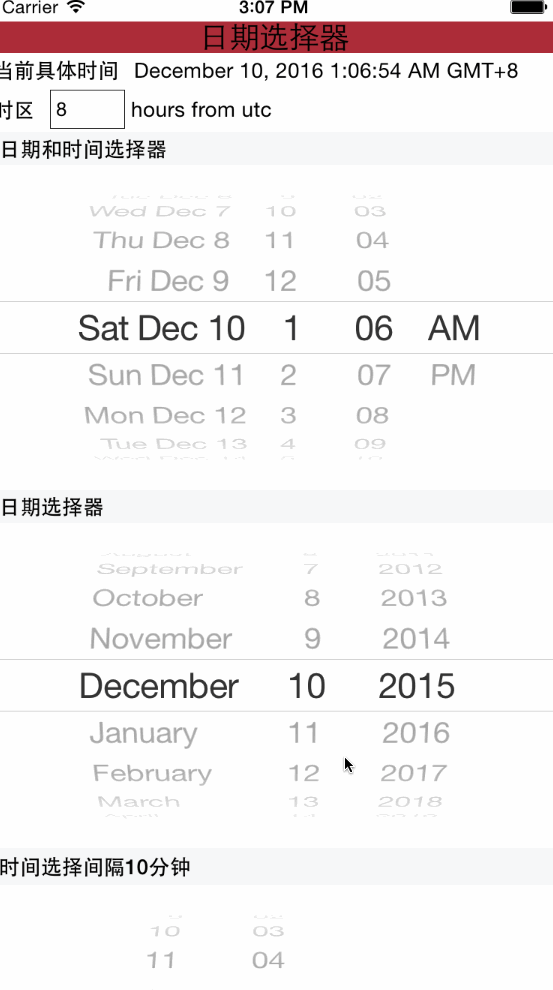 Carrier 3:07 PM
日期选择器
当前具体时间 December 10, 2016 1:06:54 AM GMT+8
时区 8 hours from utc
日期和时间选择器
Wed Dec 7 10 03
Thu Dec 8 11 04
Fri Dec 9 12 05
Sat Dec 10 1 06 AM
Sun Dec 11 2 07 PM
Mon Dec 12 3 08
Tue Dec 13 4 09
日期选择器
September 7 2012
October 8 2013
November 9 2014
December 10 2015
January 11 2016
February 12 2017
March 13 2018
时间选择间隔10分钟
10 03
11 04